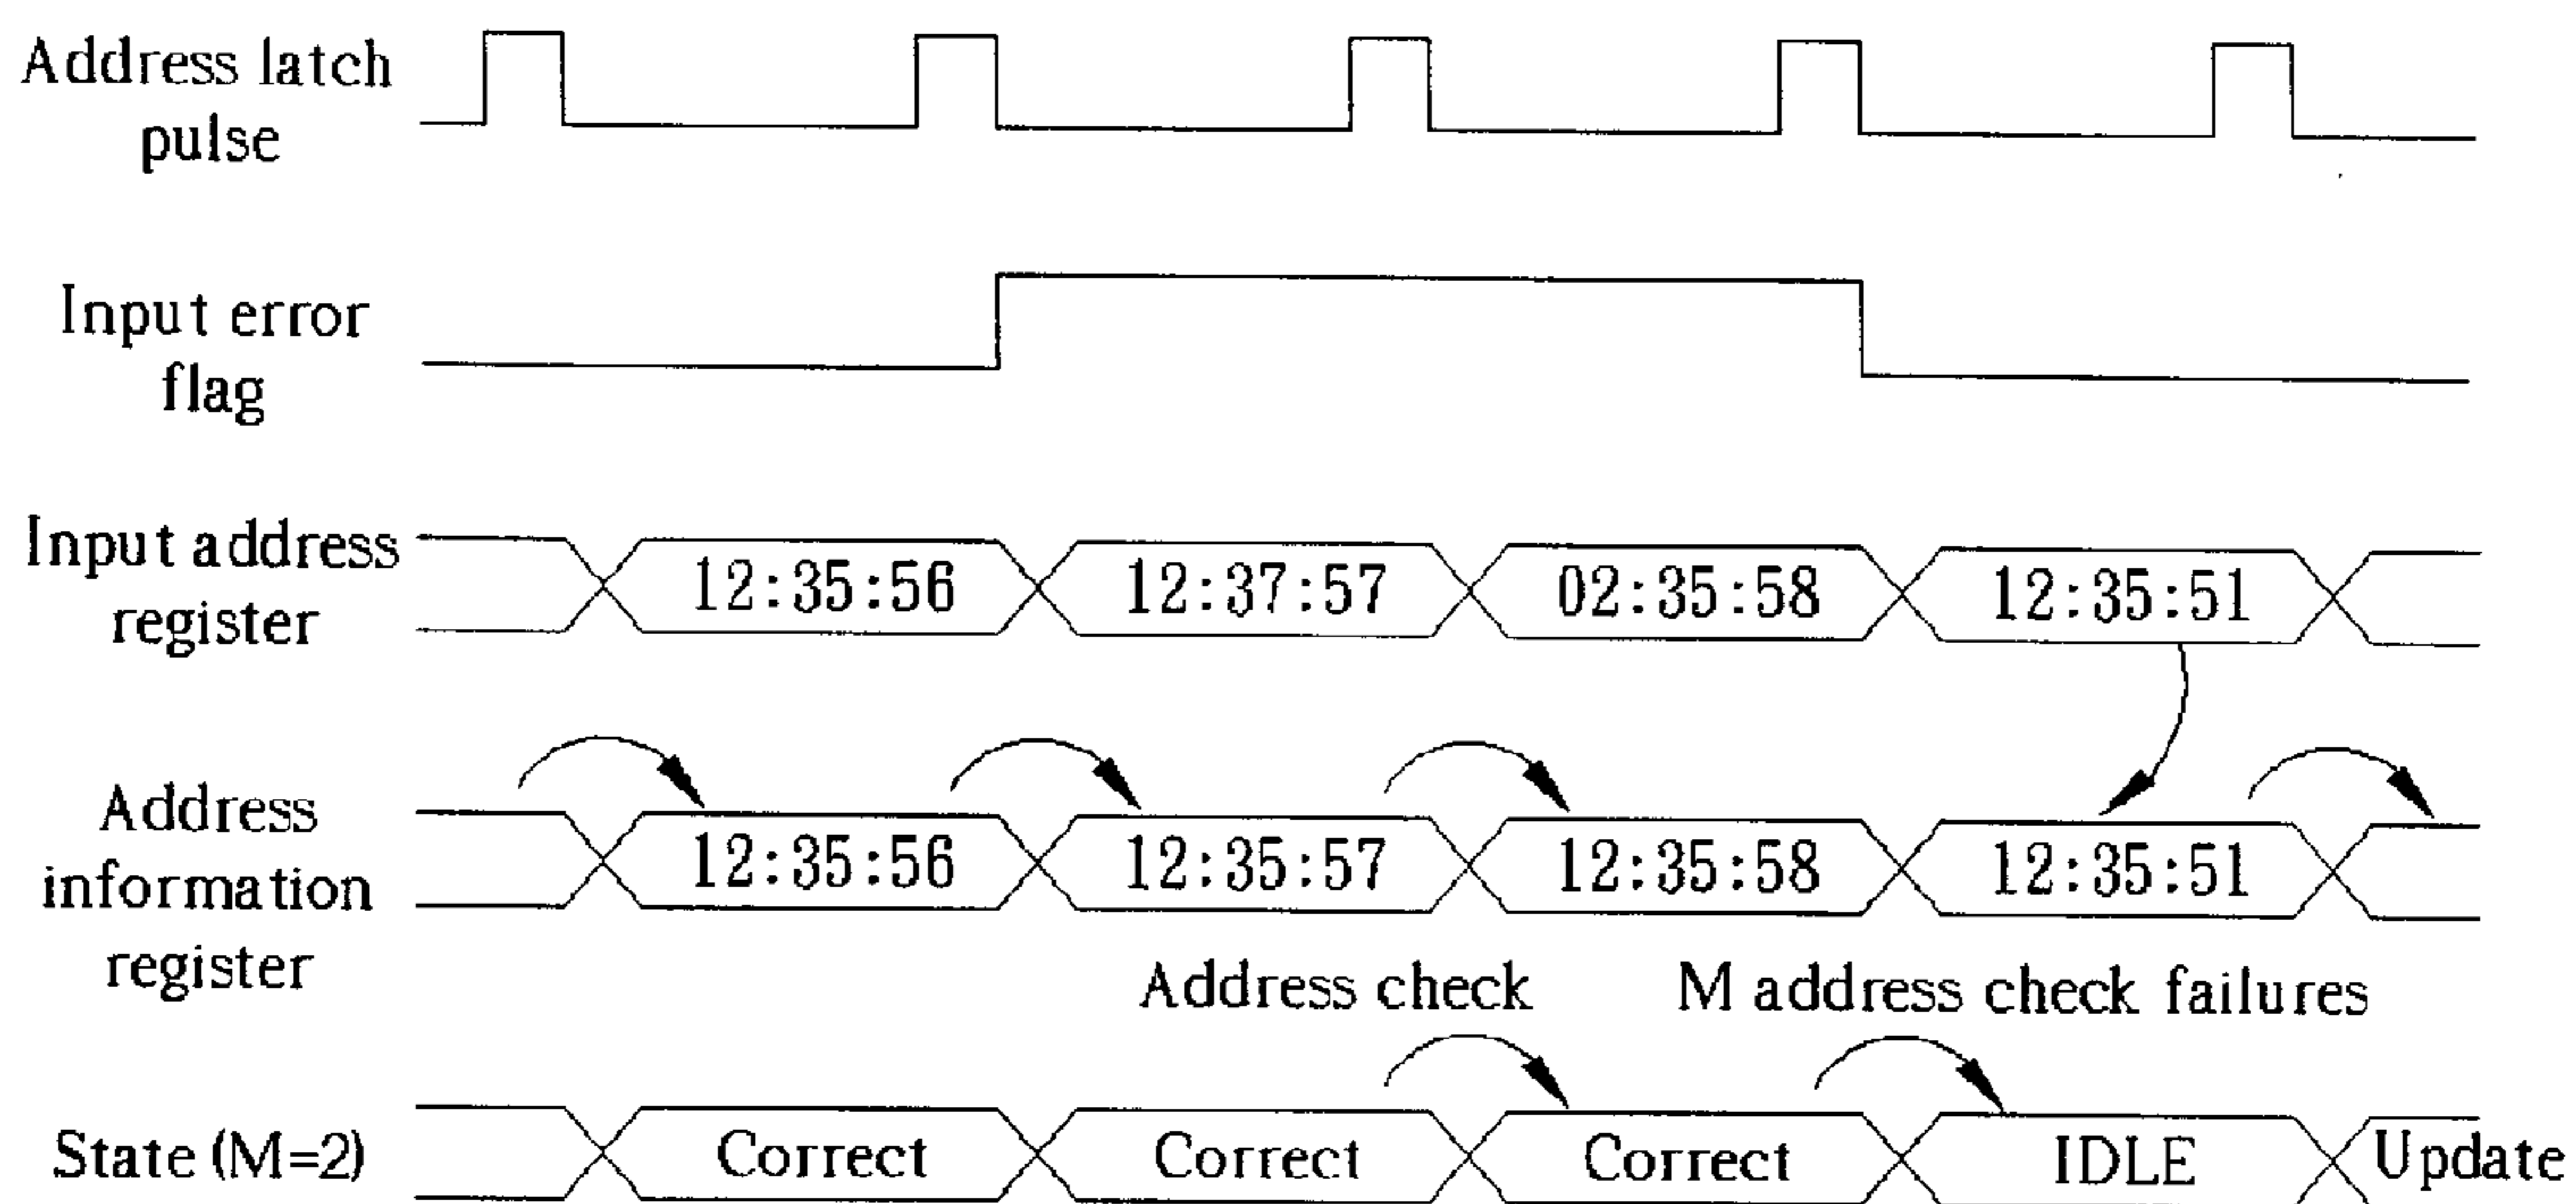 Address latch
pulse
Input error
flag
Input address
register
12:35:56
12:37:57
02:35:58
12:35:51
Address
information
register
12:35:56
12:35:57
12:35:58
12:35:51
Address check
M address check failures
State (M=2)
Correct
Correct
Correct
IDLE
Update